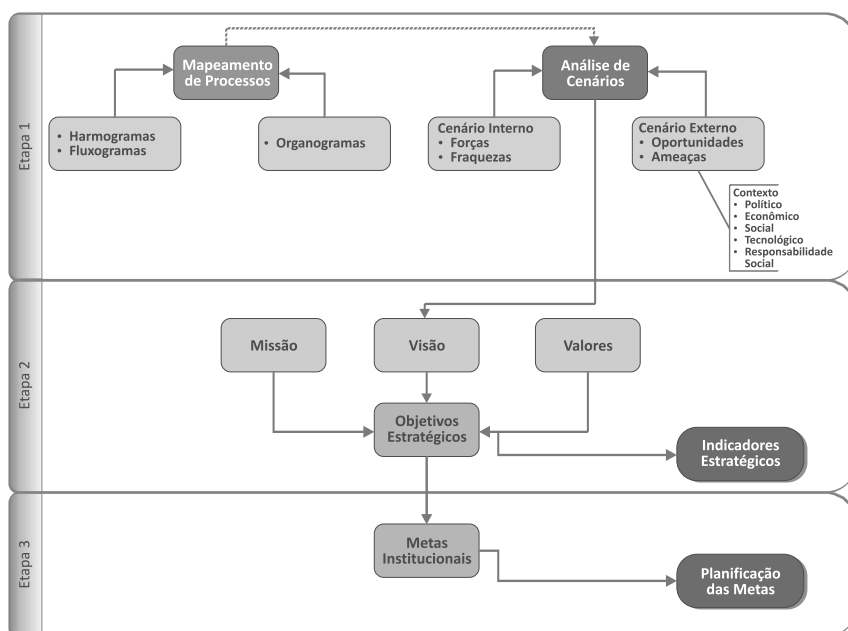 Etapa 1
Mapeamento
de Processos
Análise de
Cenários
• Harmogramas
• Fluxogramas
• Organogramas
Cenário Interno
• Forças
• Fraquezas
Cenário Externo
• Oportunidades
• Ameaças
Contexto
• Político
• Econômico
• Social
• Tecnológico
• Responsabilidade
Social
Etapa 2
Missão
Visão
Valores
Objetivos
Estratégicos
Indicadores
Estratégicos
Etapa 3
Metas
Institucionais
Planificação
das Metas